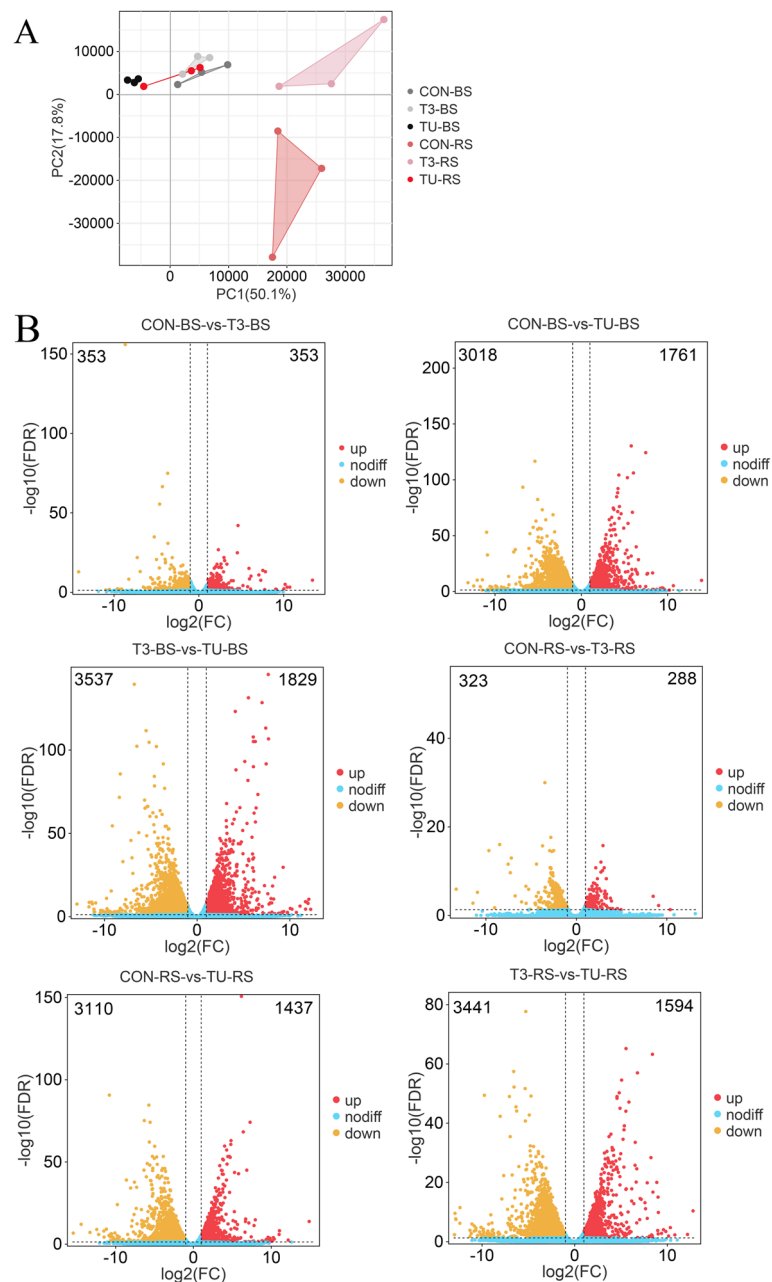 A
10000
0
-10000
-20000
-30000
PC2(17.8%)
0 10000 20000 30000
PC1(50.1%)
CON-BS
T3-BS
TU-BS
CON-RS
T3-RS
TU-RS
B
CON-BS-vs-T3-BS
353 353
150
100
50
0
-log10(FDR)
-10 0 10
log2(FC)
up
nodiff
down
CON-BS-vs-TU-BS
3018 1761
200
150
100
50
0
-log10(FDR)
-10 0 10
log2(FC)
up
nodiff
down
T3-BS-vs-TU-BS
3537 1829
100
50
0
-log10(FDR)
-10 0 10
log2(FC)
up
nodiff
down
CON-RS-vs-T3-RS
323 288
40
20
0
-log10(FDR)
-10 0 10
log2(FC)
up
nodiff
down
CON-RS-vs-TU-RS
3110 1437
150
100
50
0
-log10(FDR)
-10 0 10
log2(FC)
up
nodiff
down
T3-RS-vs-TU-RS
3441 1594
80
60
40
20
0
-log10(FDR)
-10 0 10
log2(FC)
up
nodiff
down